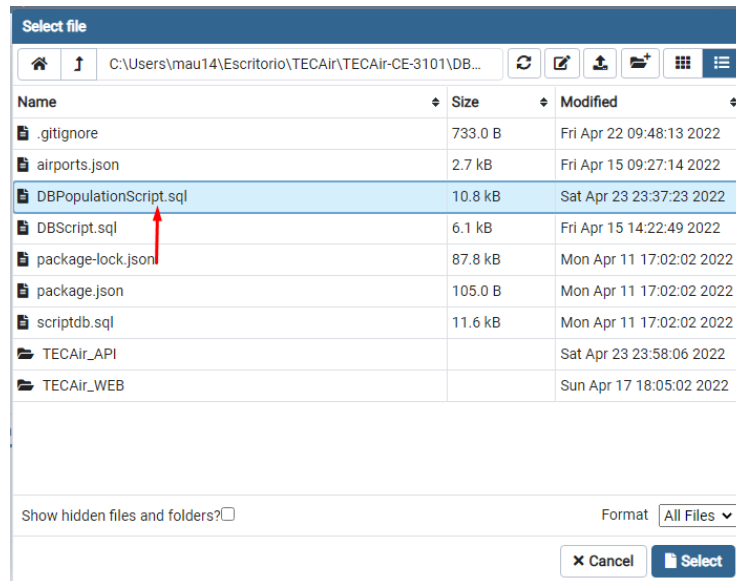 Select file
C:\Users\mau14\Escritorio\TECAir\TECAir-CE-3101\DB...
Name Size Modified
.gitignore 733.0 B Fri Apr 22 09:48:13 2022
airports.json 2.7 kB Fri Apr 15 09:27:14 2022
DBPopulationScript.sql 10.8 kB Sat Apr 23 23:37:23 2022
DBScript.sql 6.1 kB Fri Apr 15 14:22:49 2022
package-lock.json 87.8 kB Mon Apr 11 17:02:02 2022
package.json 105.0 B Mon Apr 11 17:02:02 2022
scriptdb.sql 11.6 kB Mon Apr 11 17:02:02 2022
TECAir_API Sat Apr 23 23:58:06 2022
TECAir_WEB Sun Apr 17 18:05:02 2022
Show hidden files and folders? Format All Files
Cancel Select